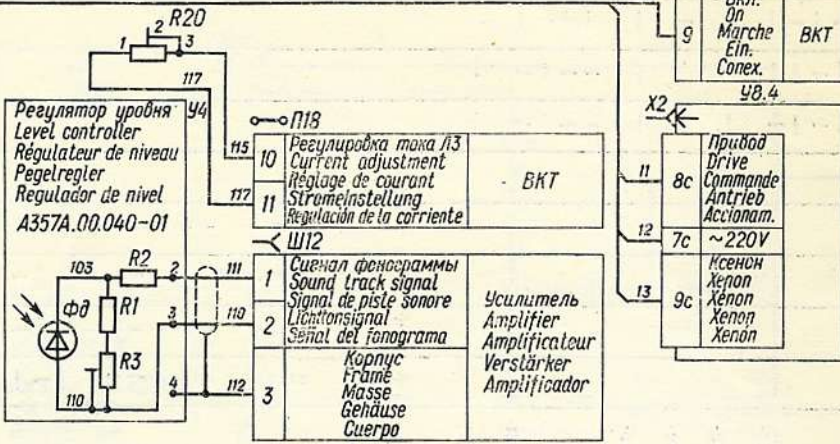 R20
1 2 3
117
Регулятор уровня У4
Level controller
Régulateur de niveau
Pegelregler
Regulador de nivel
A357A.00.040-01
103
R2
2
ФД
R1
3
R3
110
4
П18
115
10
117
11
Регулировка тока ЛЗ
Current adjustment
Réglage de courant
Stromeinstellung
Regulación de la corriente
ВКТ
Ш12
111
1
110
2
112
3
Сигнал фонограммы
Sound track signal
Signal de piste sonore
Lichttonsignal
Señal del fonograma
Корпус
Frame
Masse
Gehäuse
Cuerpo
Усилитель
Amplifier
Amplificateur
Verstärker
Amplificador
9
Вкл.
On
Marche
Ein.
Conex.
ВКТ
У8.4
X2
11
8c
Привод
Drive
Commande
Antrieb
Accionam.
12
7c
~220V
13
9c
Ксенон
Xenon
Xénon
Xenon
Xenón